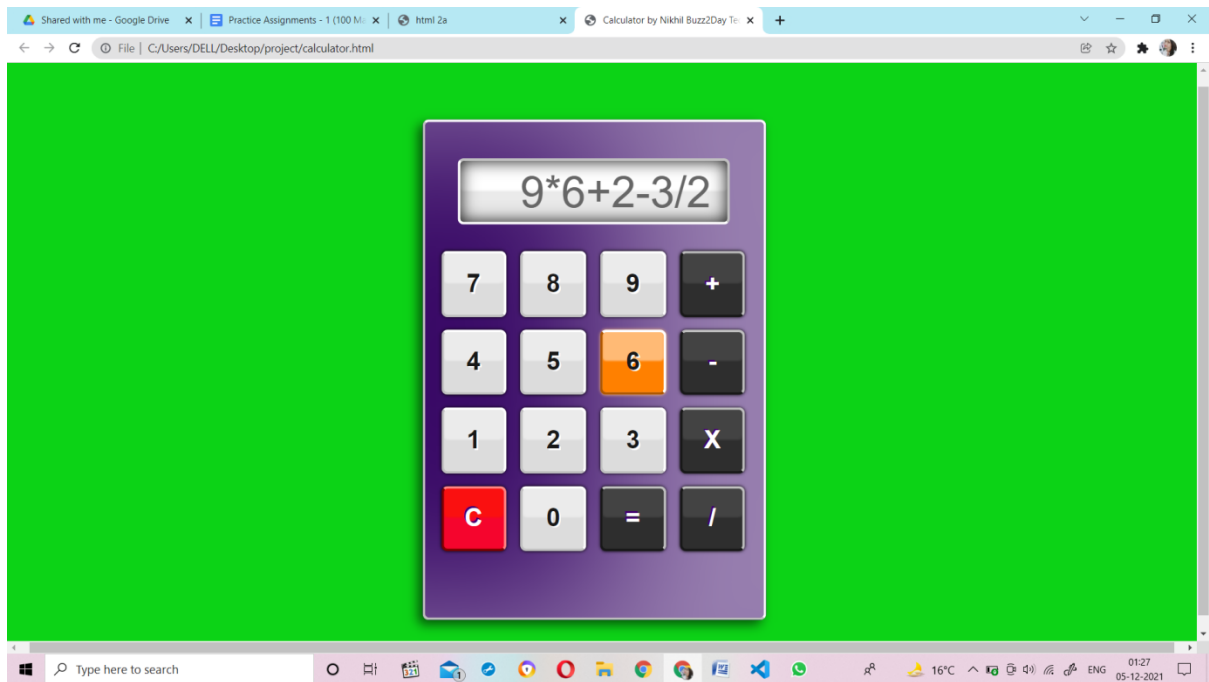 Shared with me - Google Drive
Practice Assignments - 1 (100 Ma
html 2a
Calculator by Nikhil Buzz2Day Tec
File | C:/Users/DELL/Desktop/project/calculator.html
9*6+2-3/2
7 8 9 +
4 5 6 -
1 2 3 X
C 0 = /
Type here to search
16°C
ENG
01:27
05-12-2021